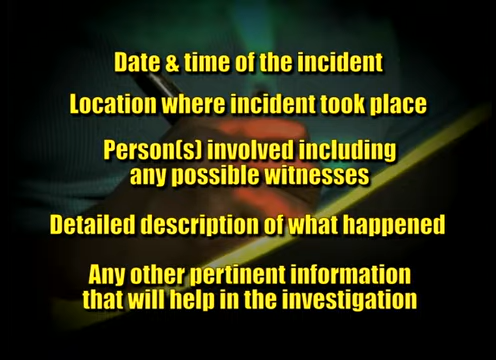 Date & time of the incident
Location where incident took place
Person(s) involved including
any possible witnesses
Detailed description of what happened
Any other pertinent information
that will help in the investigation